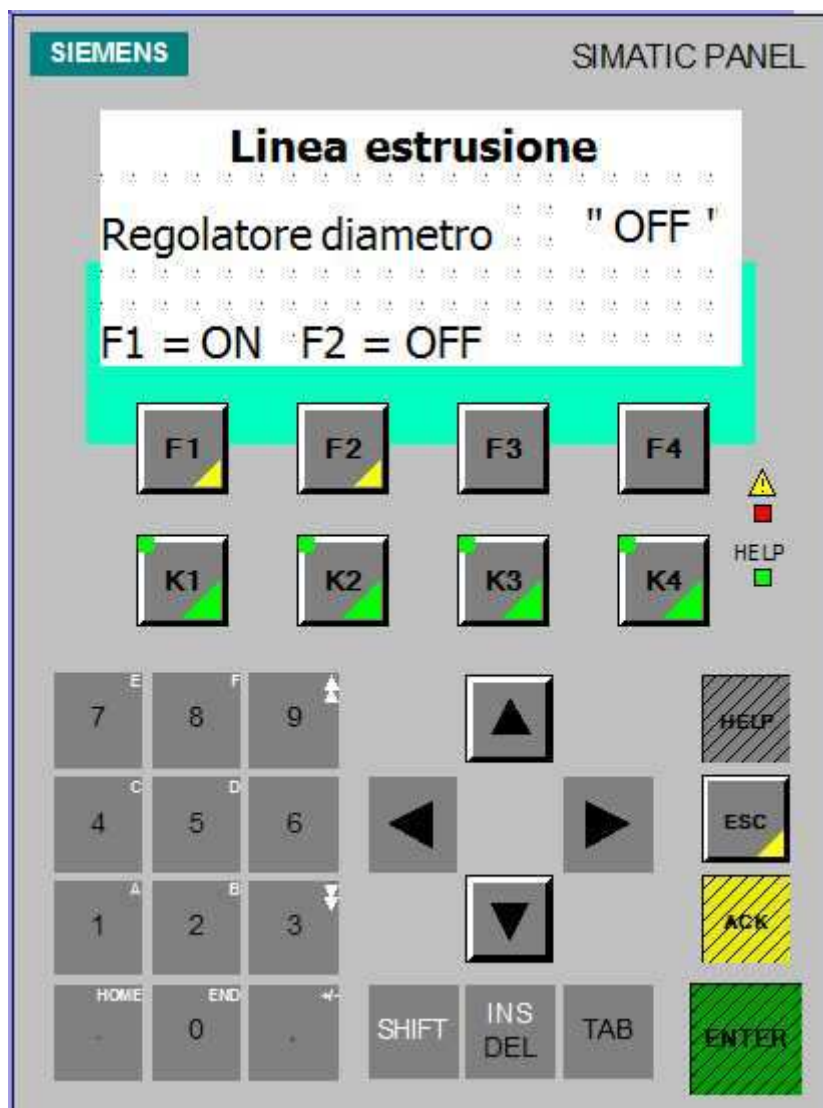 SIEMENS SIMATIC PANEL
Linea estrusione
Regolatore diametro " OFF "
F1 = ON F2 = OFF
F1 F2 F3 F4
K1 K2 K3 K4 HELP
E F
7 8 9 HELP
C D
4 5 6 ESC
A B
1 2 3 ACK
HOME END +/-
. 0 . SHIFT INS DEL TAB ENTER